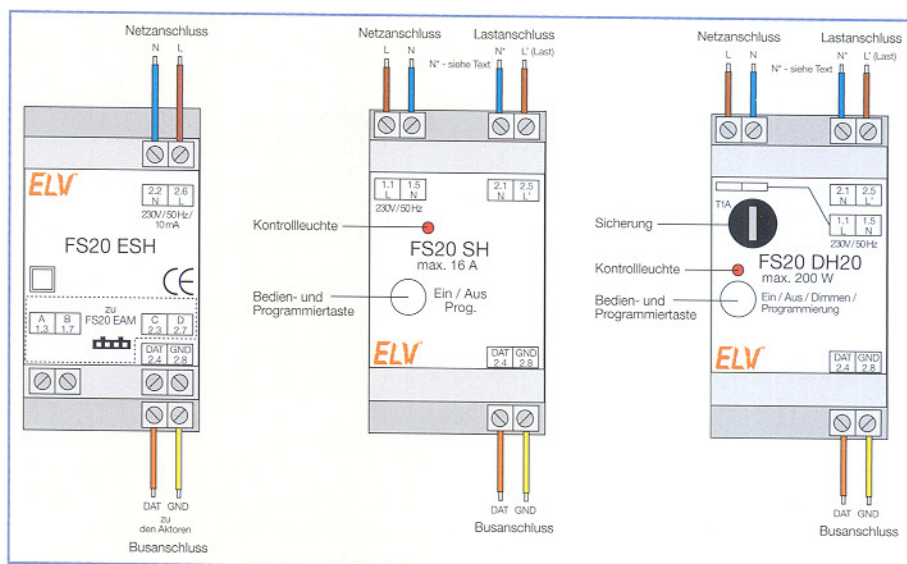 Netzanschluss
N L
ELV
2.2 2.6
N L
230V/50Hz/
10mA
FS20 ESH
CE
zu
FS20 EAM
A B
1.3 1.7
C D
2.3 2.7
DAT GND
2.4 2.8
DAT GND
zu
den Aktoren
Busanschluss
Netzanschluss
L N
Lastanschluss
N* L' (Last)
N* - siehe Text
1.1 1.5
L N
230V/50Hz
2.1 2.5
N L'
Kontrollleuchte
FS20 SH
max. 16 A
Bedien- und
Programmiertaste
Ein / Aus
Prog.
ELV
DAT GND
2.4 2.8
DAT GND
Busanschluss
Netzanschluss
L N
Lastanschluss
N* L' (Last)
N* - siehe Text
T1A
2.1 2.5
N L'
1.1 1.5
L N
230V/50Hz
Sicherung
Kontrollleuchte
FS20 DH20
max. 200 W
Bedien- und
Programmiertaste
Ein / Aus / Dimmen /
Programmierung
ELV
DAT GND
2.4 2.8
DAT GND
Busanschluss